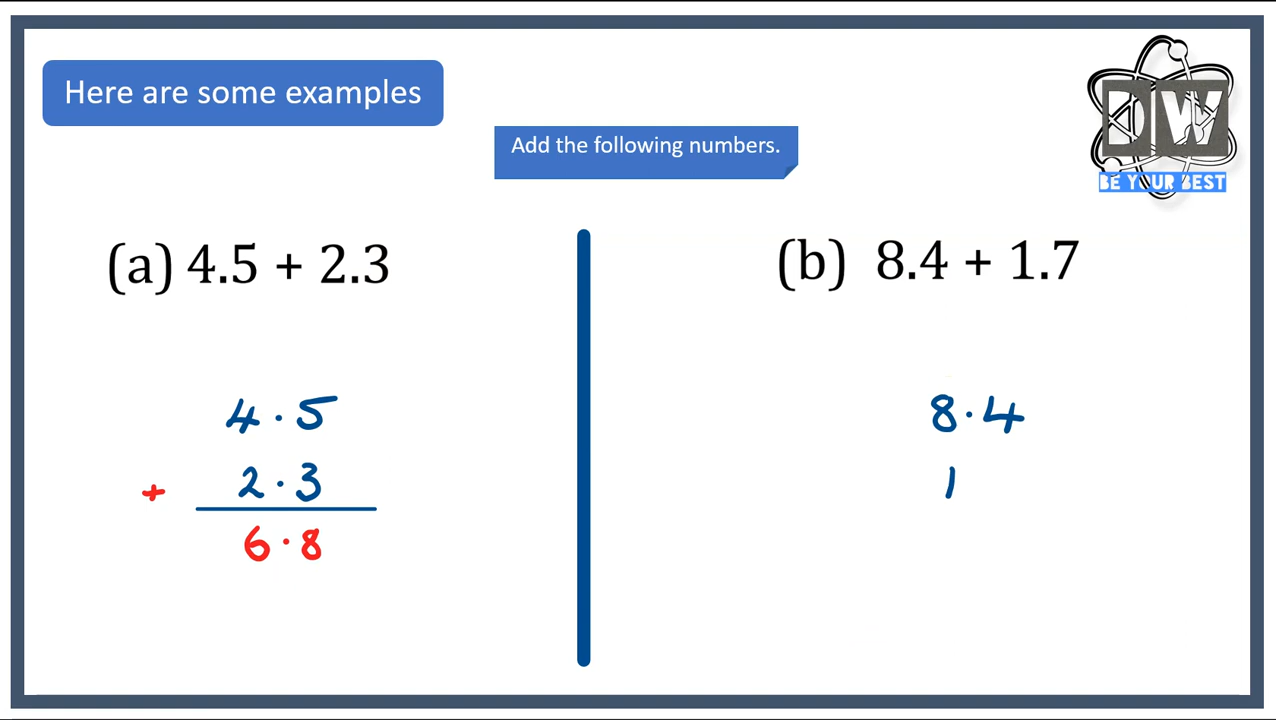 Here are some examples
Add the following numbers.
DW
BE YOUR BEST
(a) 4.5 + 2.3
4·5
+ 2·3
6·8
(b) 8.4 + 1.7
8·4
1